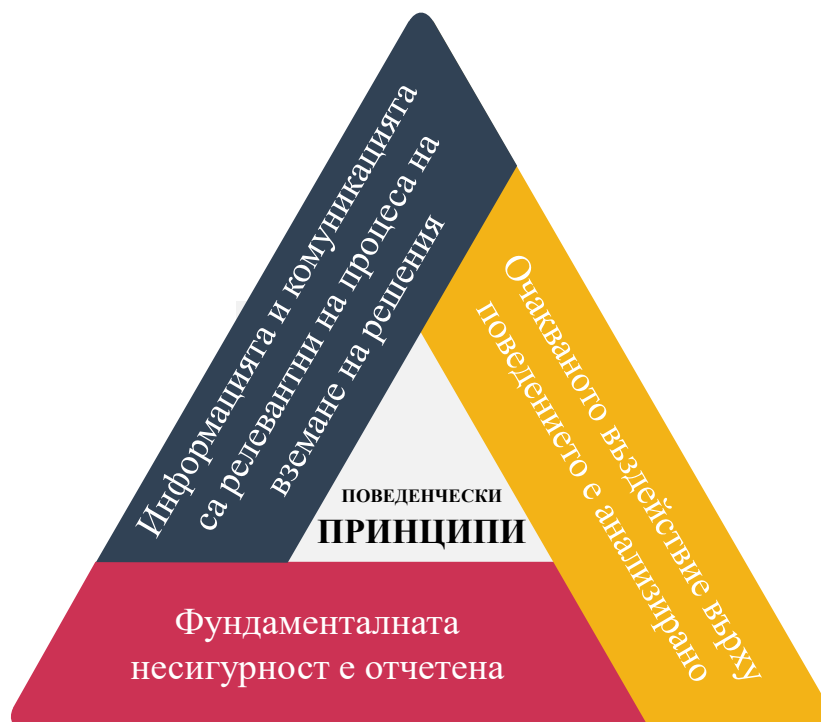 Информацията и комуникацията
са релевантни на процеса на
вземане на решения
Очакваното въздействие върху
поведението е анализирано
ПОВЕДЕНЧЕСКИ
ПРИНЦИПИ
Фундаменталната
несигурност е отчетена